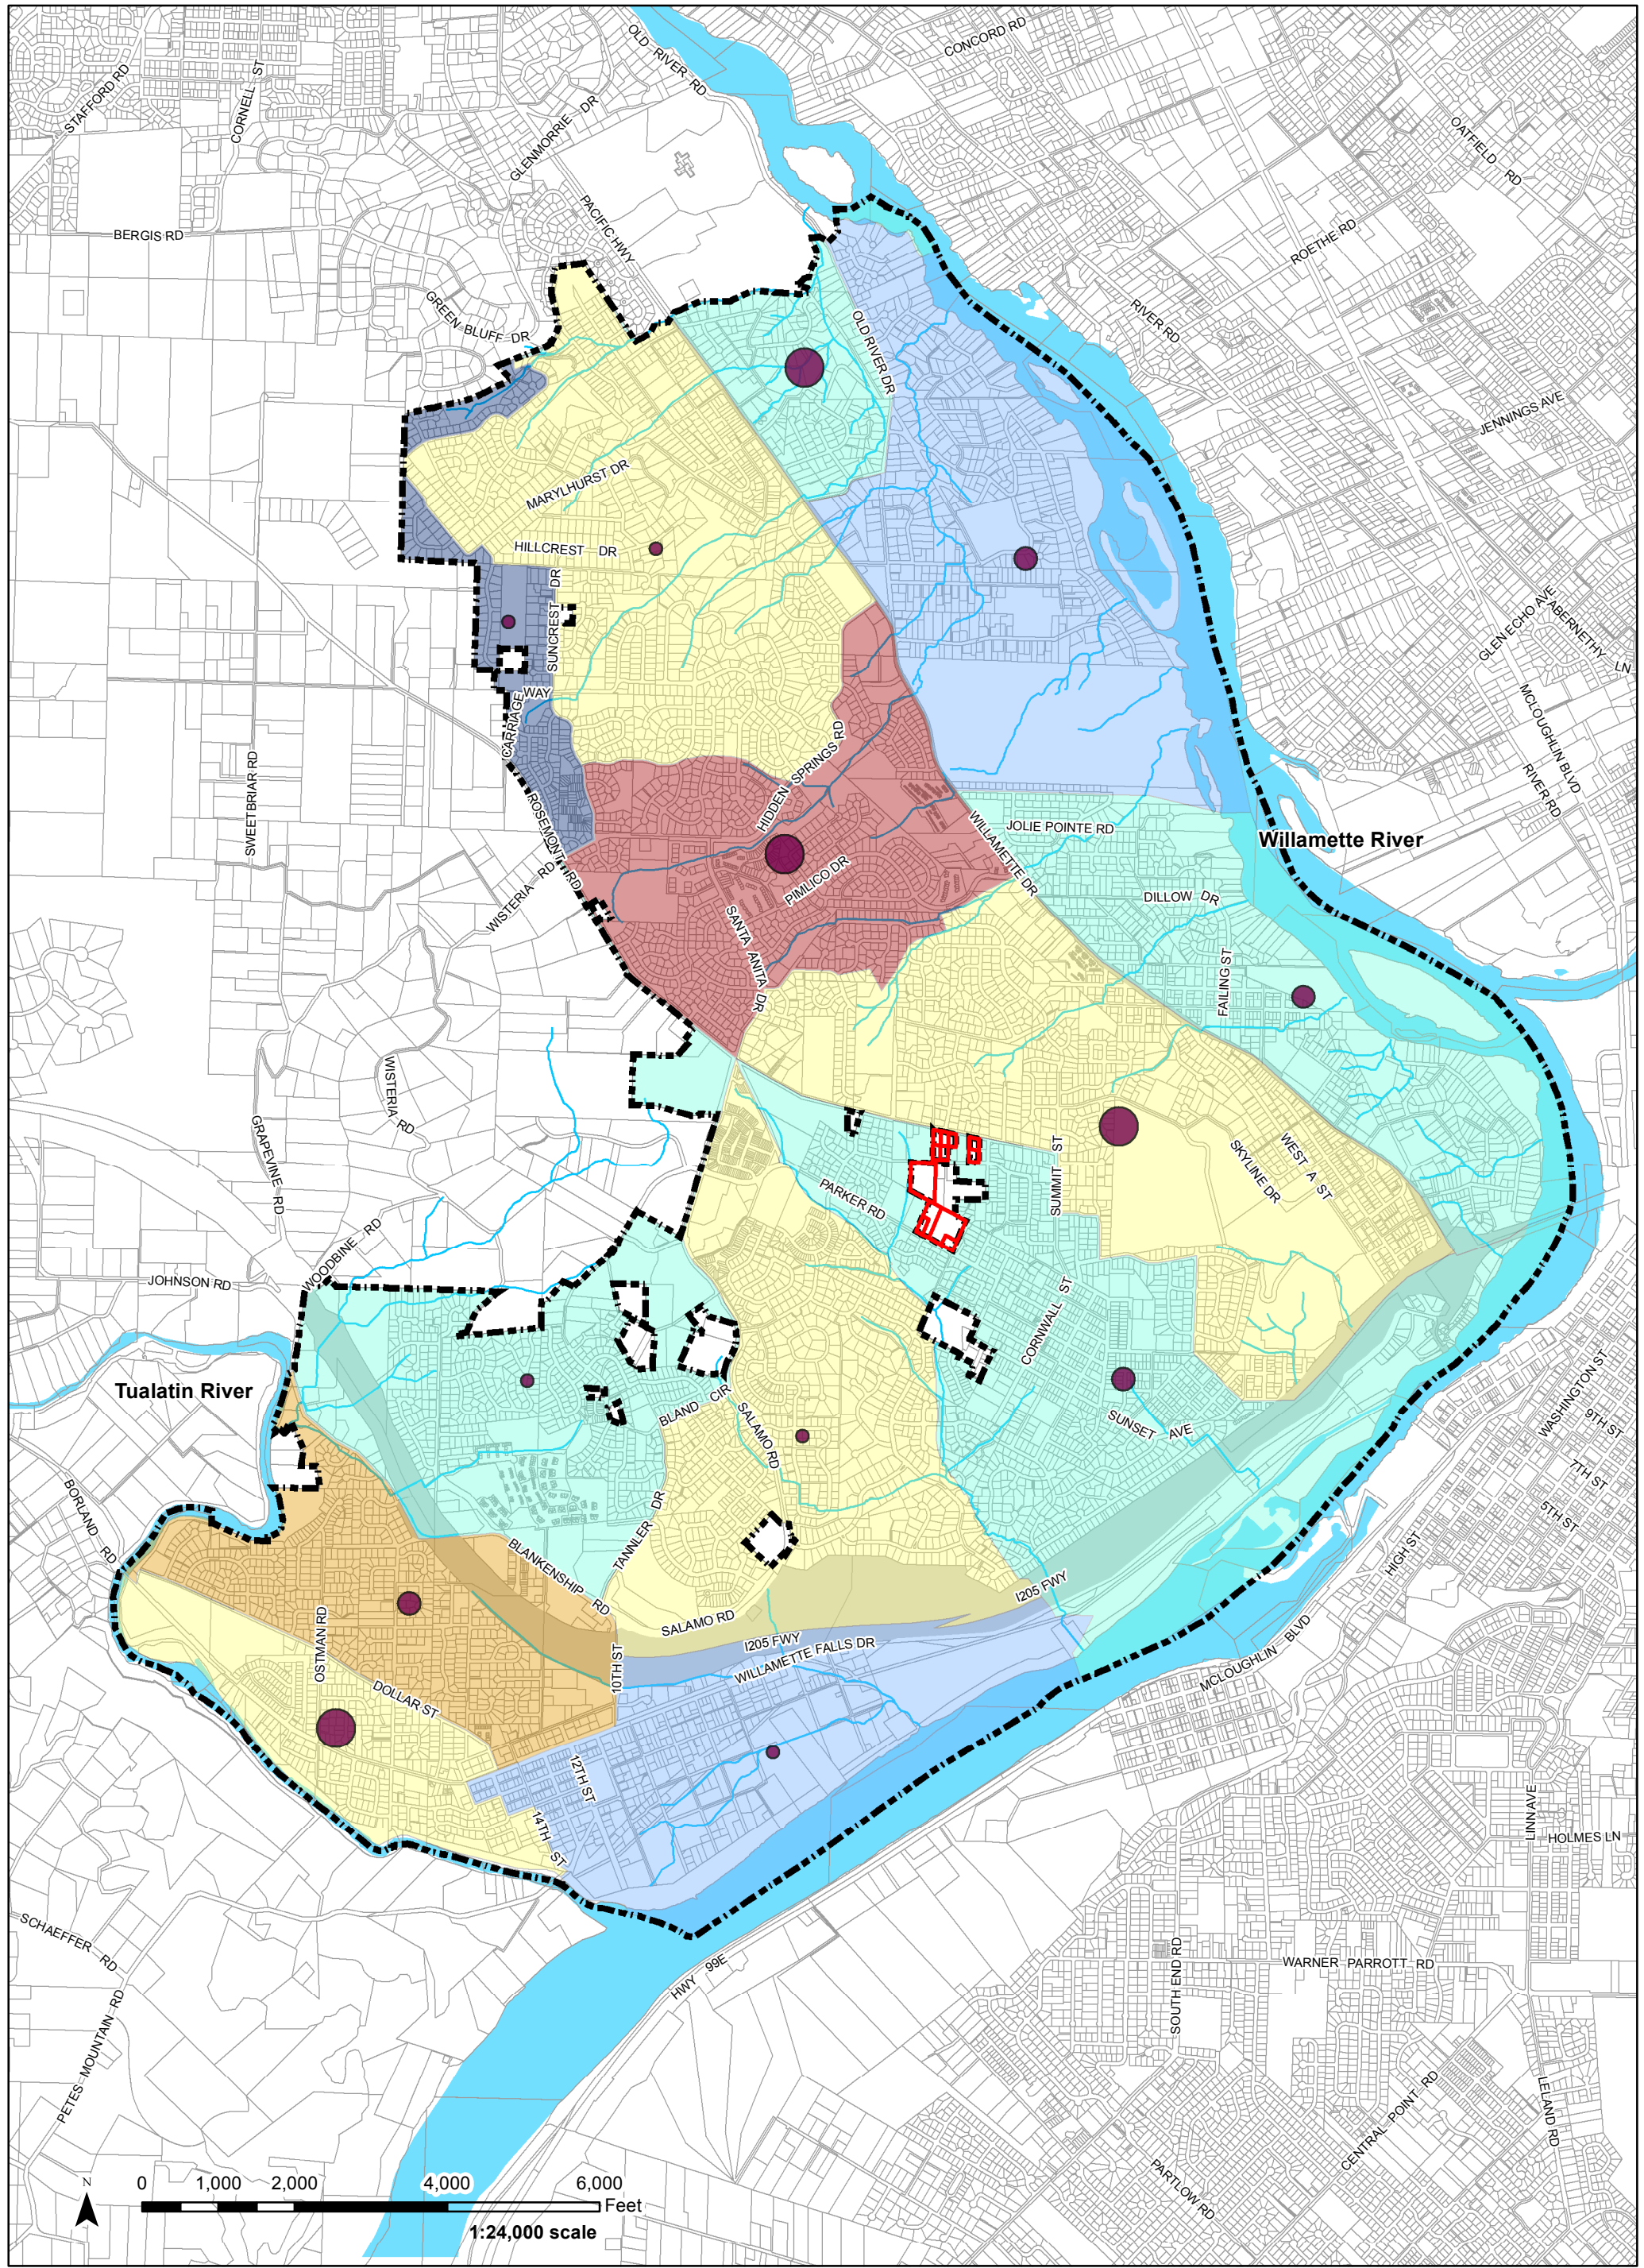 OLD RIVER RD
CONCORD RD
STAFFORD RD
CORNELL ST
GLENMORRIE DR
OATFIELD RD
PACIFIC HWY
BERGIS RD
ROETHE RD
GREEN BLUFF DR
RIVER RD
OLD RIVER DR
JENNINGS AVE
MARYLHURST DR
HILLCREST DR
SUNCREST DR
GLEN ECHO AVE
ABERNETHY LN
CARRIAGE WAY
MCLOUGHLIN BLVD
HIDDEN SPRINGS RD
RIVER RD
SWEETBRIAR RD
ROSEMONT RD
WILLAMETTE DR
JOLIE POINTE RD
Willamette River
WISTERIA RD
PIMLICO DR
DILLOW DR
SANTA ANITA DR
FAILING ST
WISTERIA RD
GRAPEVINE RD
SUMMIT ST
SKYLINE DR
WEST A ST
PARKER RD
WOODBINE RD
JOHNSON RD
CORNWALL ST
Tualatin River
BLAND CIR
SALAMO RD
SUNSET AVE
WASHINGTON ST
9TH ST
7TH ST
5TH ST
BORLAND RD
TANNLER DR
BLANKENSHIP RD
HIGH ST
I205 FWY
SALAMO RD
OSTMAN RD
10TH ST
I205 FWY
WILLAMETTE FALLS DR
MCLOUGHLIN BLVD
DOLLAR ST
12TH ST
14TH ST
LINN AVE
HOLMES LN
SCHAEFFER RD
HWY 99E
SOUTH END RD
WARNER PARROTT RD
PETES MOUNTAIN RD
CENTRAL POINT RD
LELAND RD
PARTLOW RD
N
0 1,000 2,000 4,000 6,000
Feet
1:24,000 scale